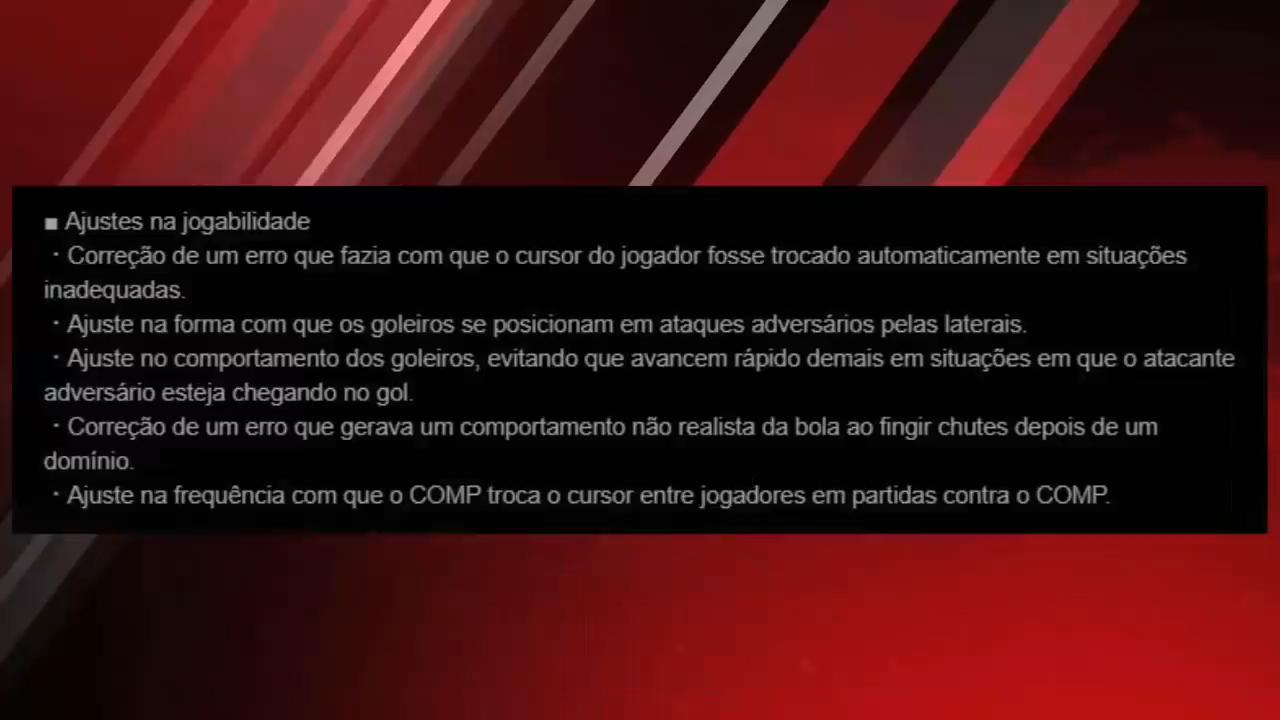 ■ Ajustes na jogabilidade
・Correção de um erro que fazia com que o cursor do jogador fosse trocado automaticamente em situações
inadequadas.
・Ajuste na forma com que os goleiros se posicionam em ataques adversários pelas laterais.
・Ajuste no comportamento dos goleiros, evitando que avancem rápido demais em situações em que o atacante
adversário esteja chegando no gol.
・Correção de um erro que gerava um comportamento não realista da bola ao fingir chutes depois de um
domínio.
・Ajuste na frequência com que o COMP troca o cursor entre jogadores em partidas contra o COMP.